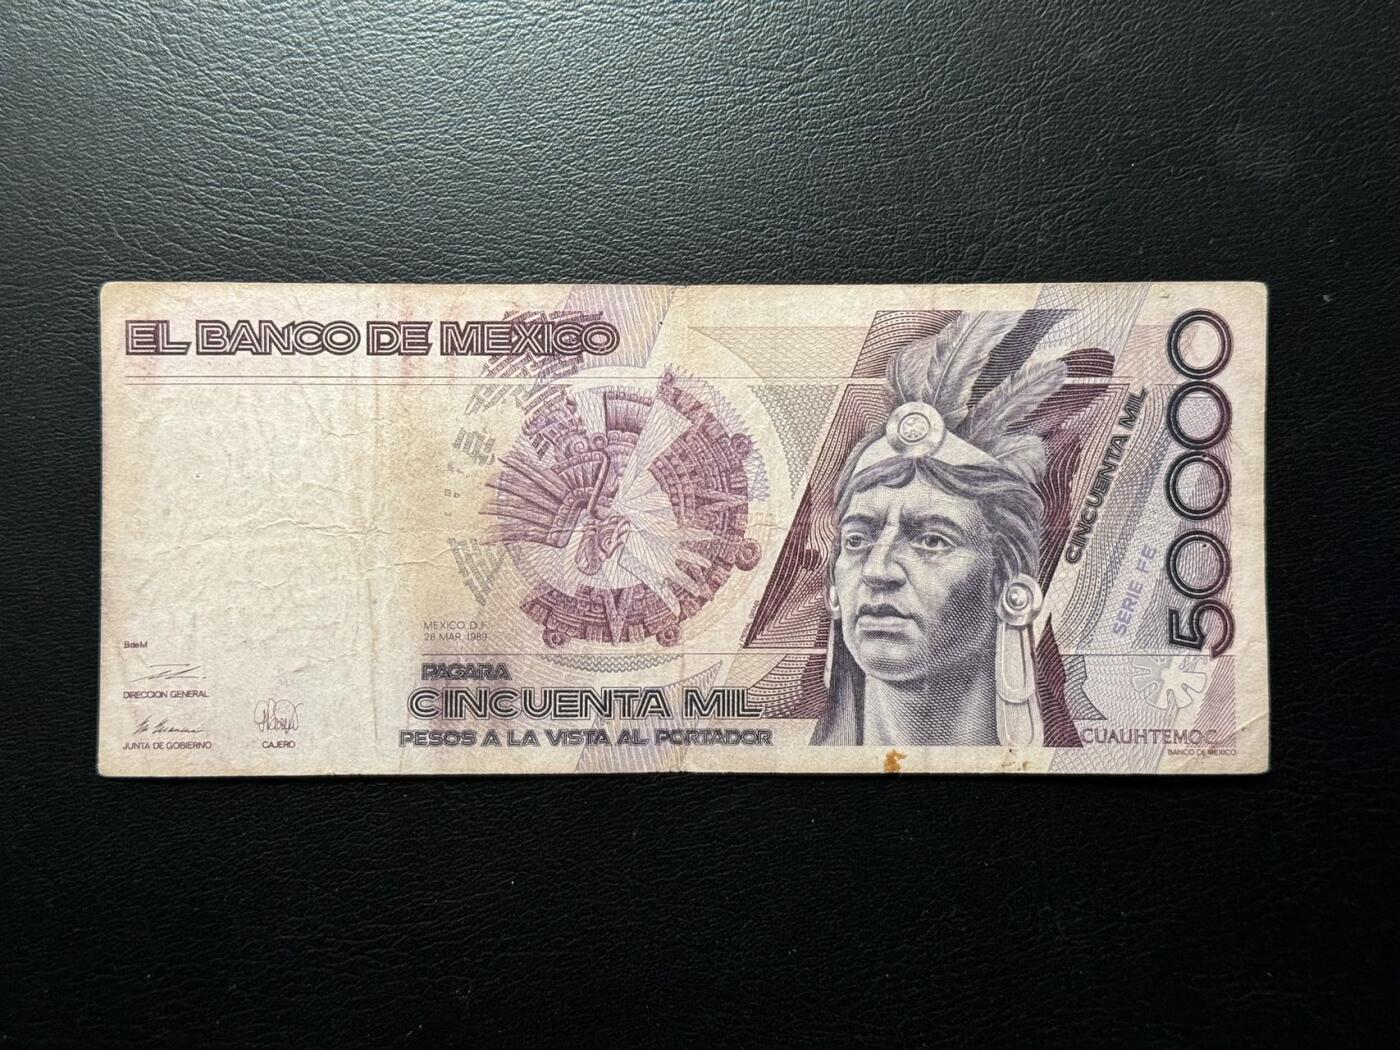 EL BANCO DE MEXICO
50000
CINCUENTA MIL
SERIE FE
MEXICO, D.F.
28 MAR. 1989
BdeM
PAGARA
CINCUENTA MIL
PESOS A LA VISTA AL PORTADOR
DIRECCION GENERAL
JUNTA DE GOBIERNO
CAJERO
CUAUHTEMOC
BANCO DE MEXICO